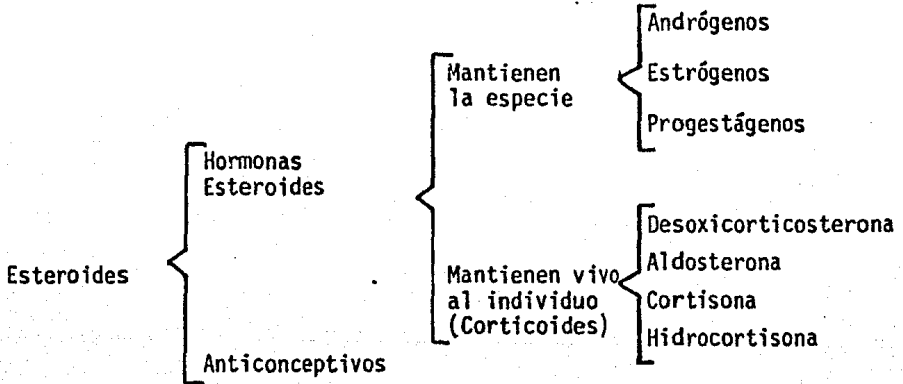 Esteroides
Hormonas
Esteroides
Anticonceptivos
Mantienen
la especie
Mantienen vivo
al individuo
(Corticoides)
Andrógenos
Estrógenos
Progestágenos
Desoxicorticosterona
Aldosterona
Cortisona
Hidrocortisona